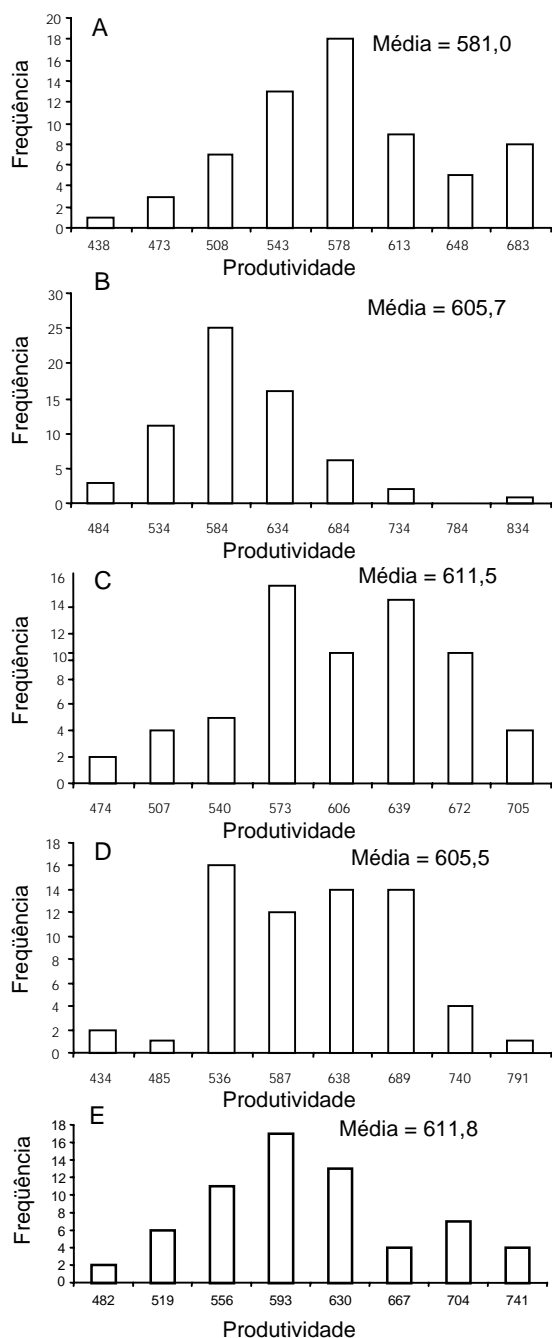 A
Média = 581,0
Freqüência
20
18
16
14
12
10
8
6
4
2
0
438 473 508 543 578 613 648 683
Produtividade
B
Média = 605,7
Freqüência
30
25
20
15
10
5
0
484 534 584 634 684 734 784 834
Produtividade
C
Média = 611,5
Freqüência
16
14
12
10
8
6
4
2
0
474 507 540 573 606 639 672 705
Produtividade
D
Média = 605,5
Freqüência
18
16
14
12
10
8
6
4
2
0
434 485 536 587 638 689 740 791
Produtividade
E
Média = 611,8
Freqüência
18
16
14
12
10
8
6
4
2
0
482 519 556 593 630 667 704 741
Produtividade